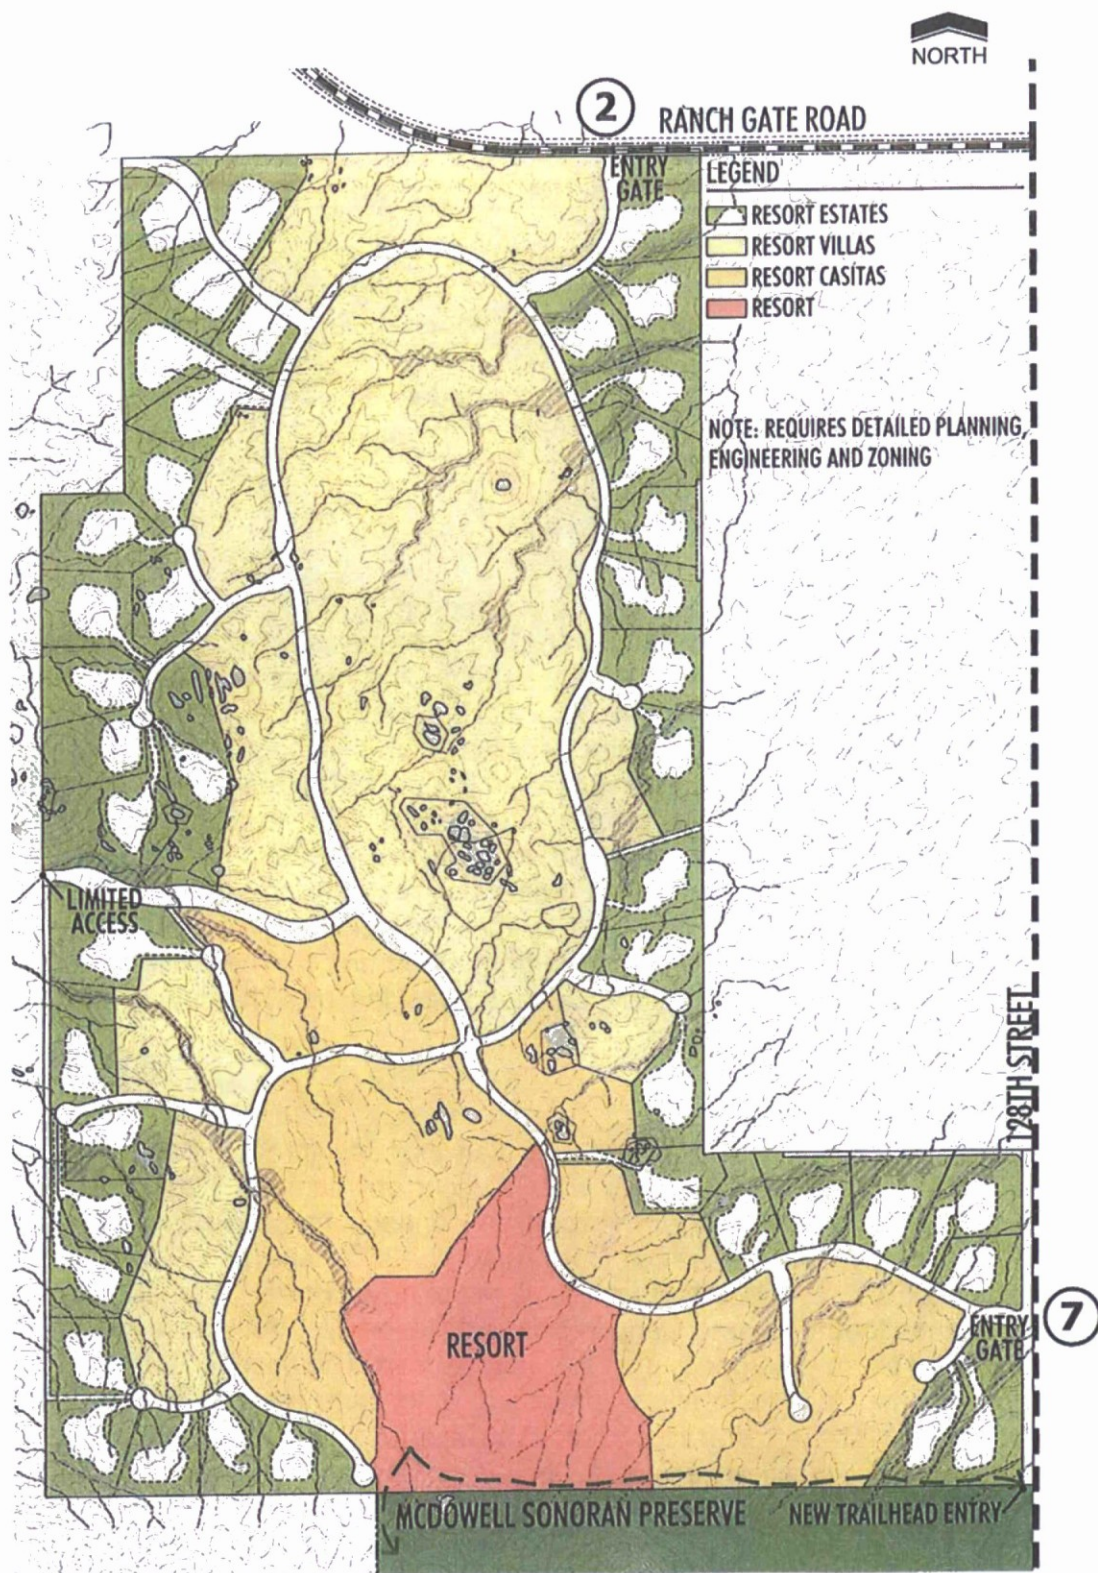 NORTH
2
RANCH GATE ROAD
ENTRY
GATE
LEGEND
RESORT ESTATES
RESORT VILLAS
RESORT CASÍTAS
RESORT
NOTE: REQUIRES DETAILED PLANNING,
ENGINEERING AND ZONING
LIMITED
ACCESS
128TH STREET
7
ENTRY
GATE
RESORT
MCDOWELL SONORAN PRESERVE
NEW TRAILHEAD ENTRY